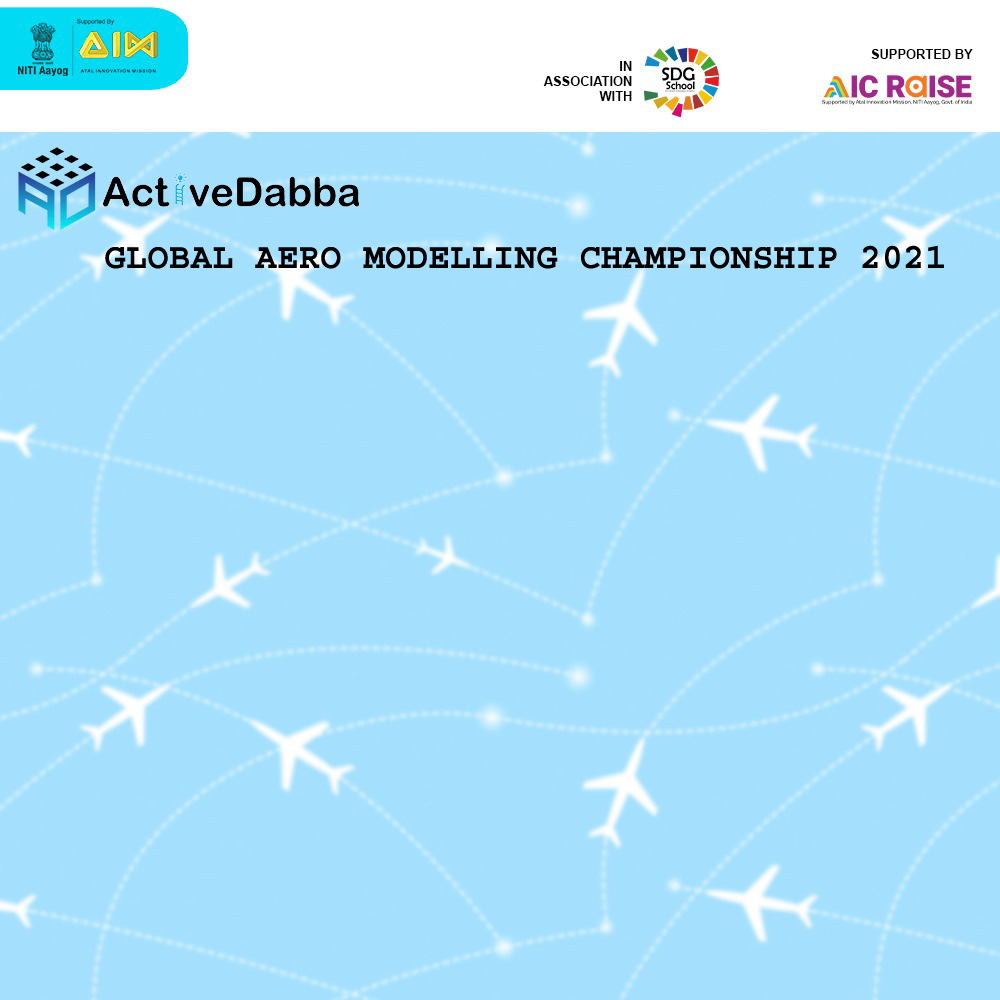 Supported By
NITI Aayog
AIM
ATAL INNOVATION MISSION
IN
ASSOCIATION
WITH
SDG
School
SUPPORTED BY
AIC RAISE
Supported by Atal Innovation Mission, NITI Aayog, Govt. of India
ActiveDabba
GLOBAL AERO MODELLING CHAMPIONSHIP 2021